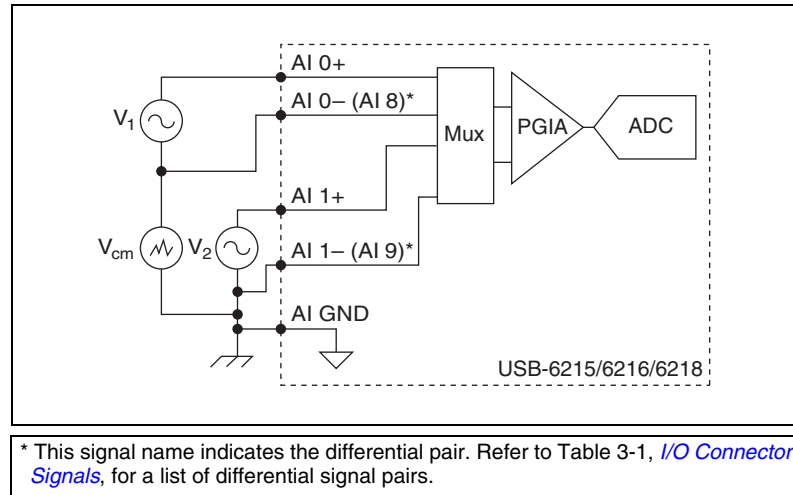 AI 0+
AI 0– (AI 8)*
V1
Mux
PGIA
ADC
AI 1+
Vcm
V2
AI 1– (AI 9)*
AI GND
USB-6215/6216/6218
* This signal name indicates the differential pair. Refer to Table 3-1, I/O Connector
Signals, for a list of differential signal pairs.